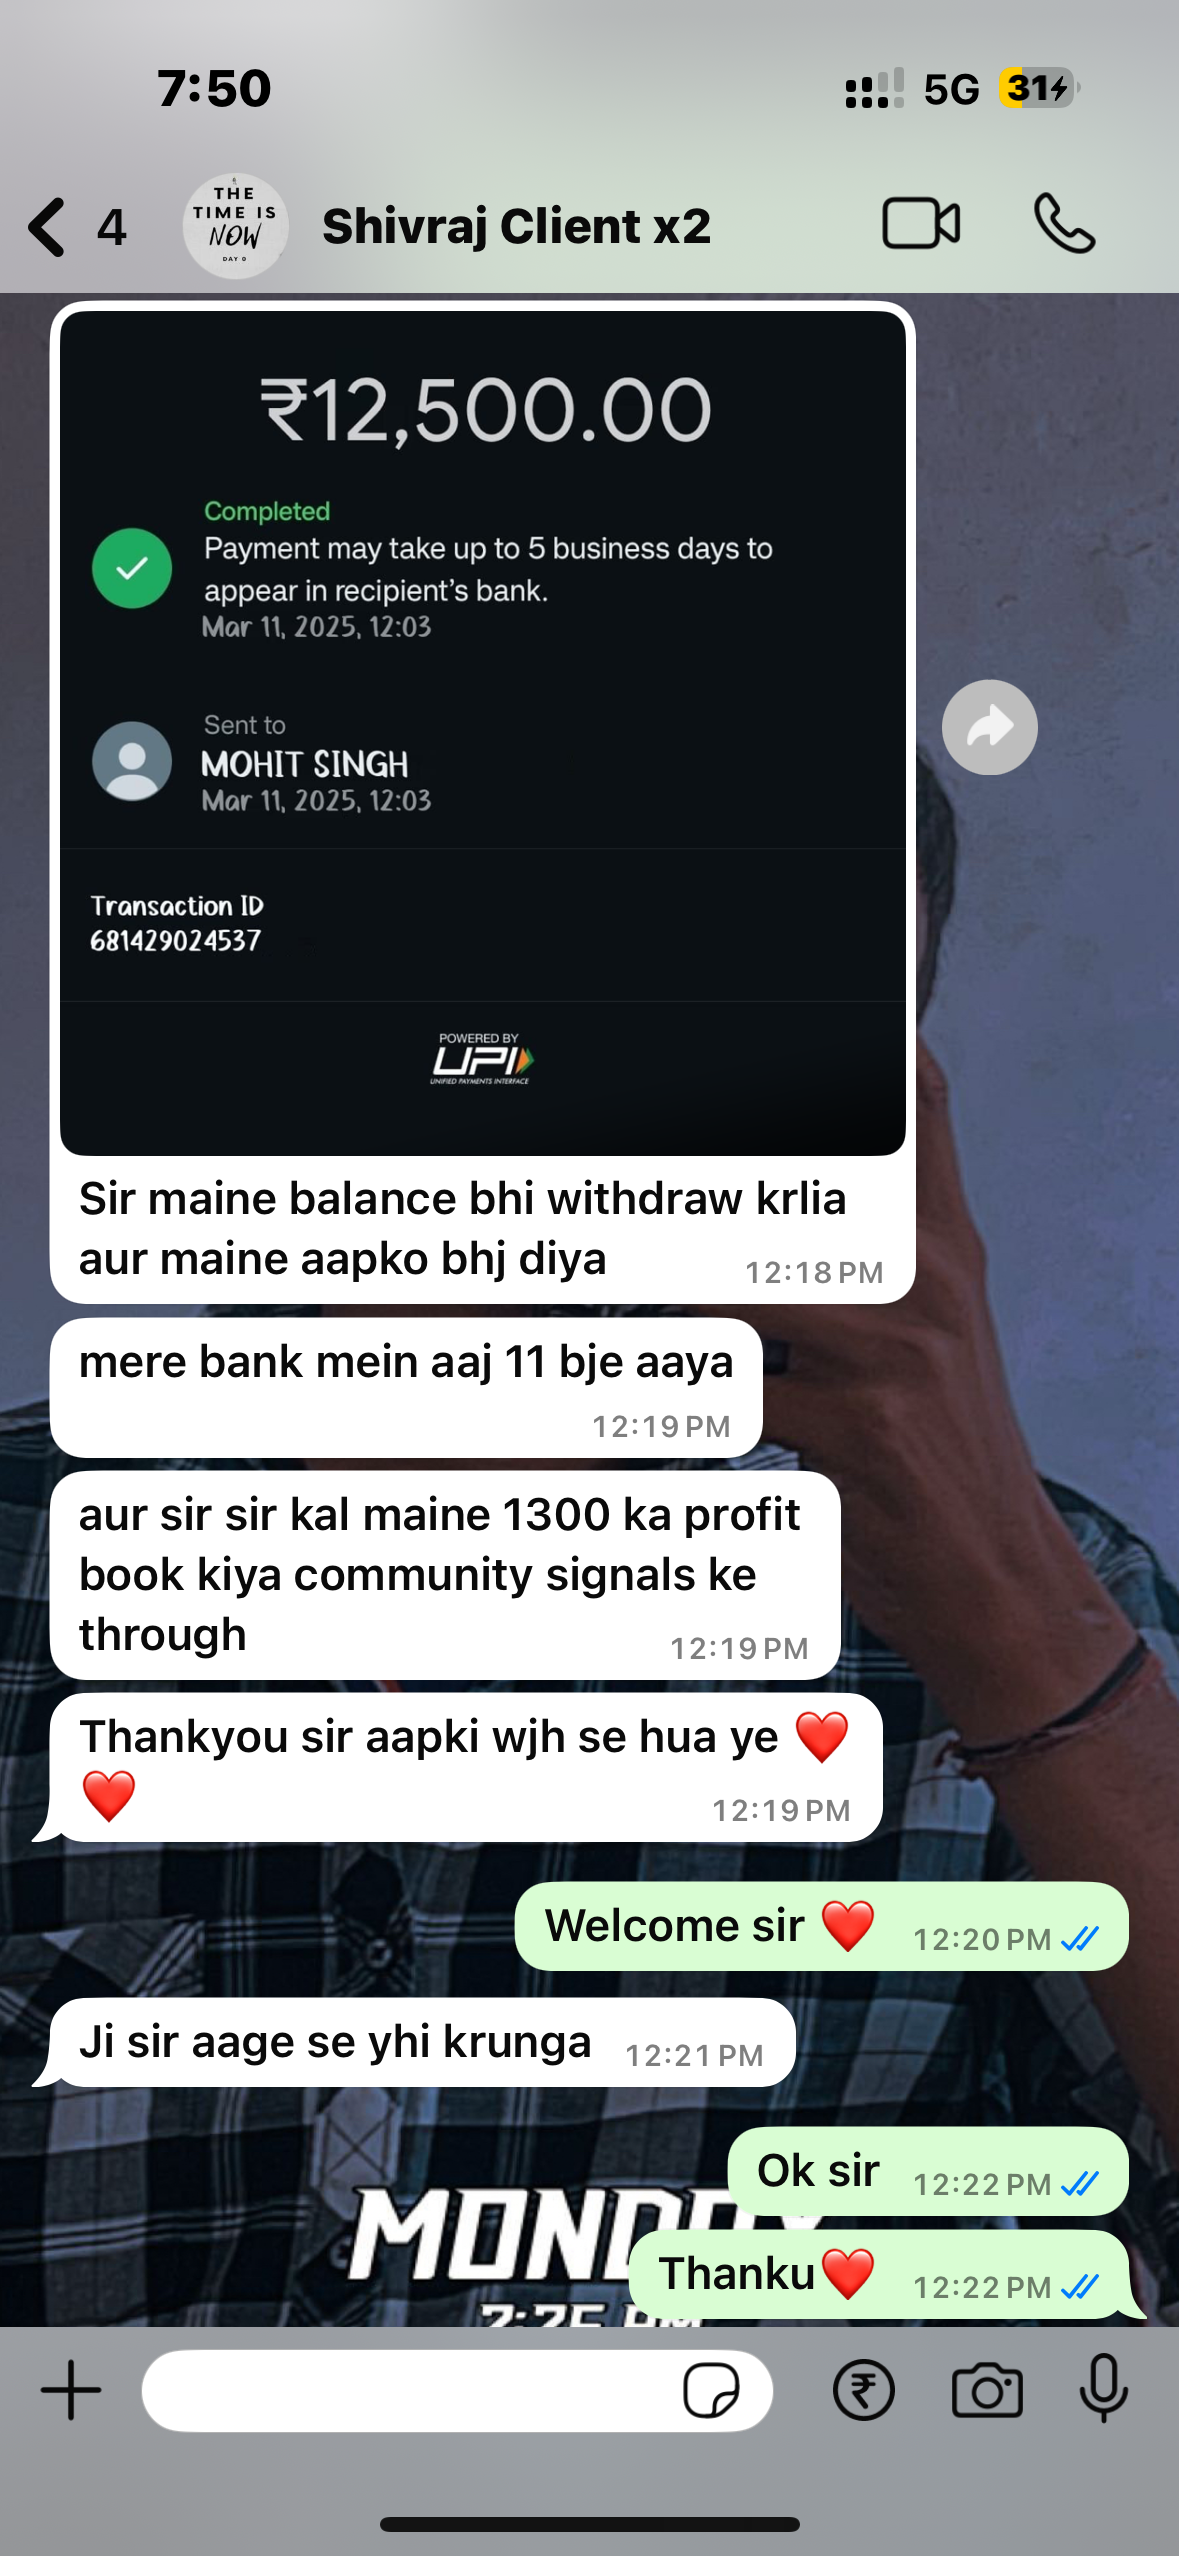 7:50
5G 31
4
THE
TIME IS
NOW
DAY 0
Shivraj Client x2
₹12,500.00
Completed
Payment may take up to 5 business days to
appear in recipient's bank.
Mar 11, 2025, 12:03
Sent to
MOHIT SINGH
Mar 11, 2025, 12:03
Transaction ID
681429024537
POWERED BY
UPI
UNIFIED PAYMENTS INTERFACE
Sir maine balance bhi withdraw krlia
aur maine aapko bhj diya 12:18 PM
mere bank mein aaj 11 bje aaya
12:19 PM
aur sir sir kal maine 1300 ka profit
book kiya community signals ke
through 12:19 PM
Thankyou sir aapki wjh se hua ye ❤️
❤️ 12:19 PM
Welcome sir ❤️ 12:20 PM
Ji sir aage se yhi krunga 12:21 PM
Ok sir 12:22 PM
Thanku❤️ 12:22 PM